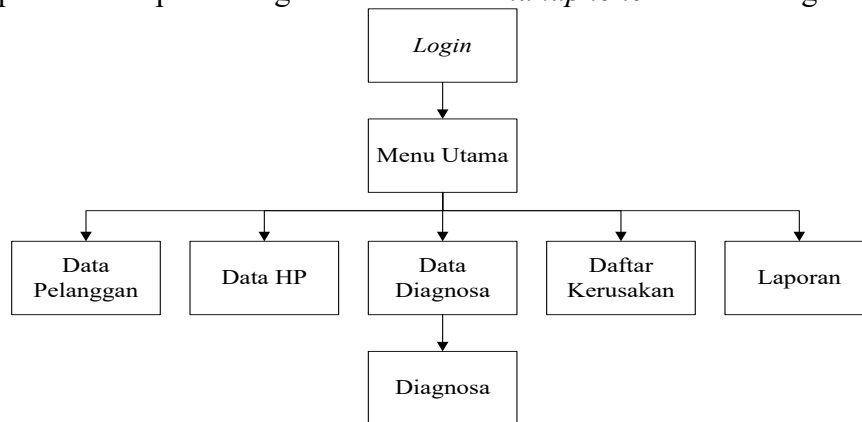 Login
Menu Utama
Data
Pelanggan
Data HP
Data
Diagnosa
Daftar
Kerusakan
Laporan
Diagnosa